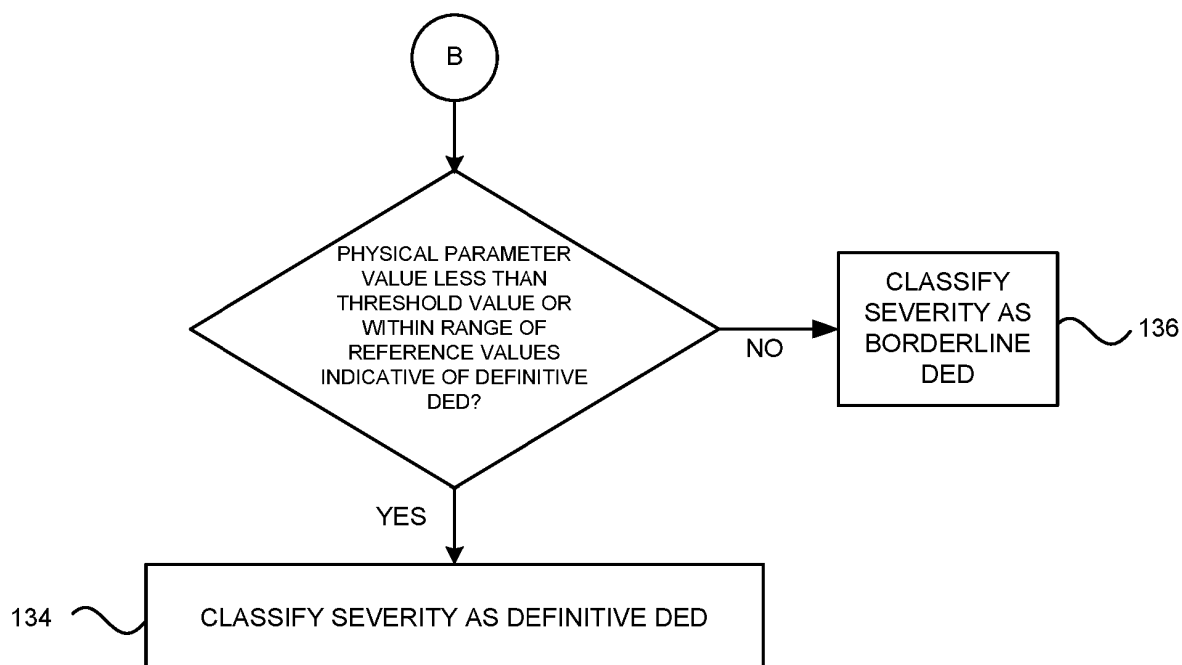 B
PHYSICAL PARAMETER
VALUE LESS THAN
THRESHOLD VALUE OR
WITHIN RANGE OF
REFERENCE VALUES
INDICATIVE OF DEFINITIVE
DED?
NO
CLASSIFY
SEVERITY AS
BORDERLINE
DED
136
YES
134
CLASSIFY SEVERITY AS DEFINITIVE DED